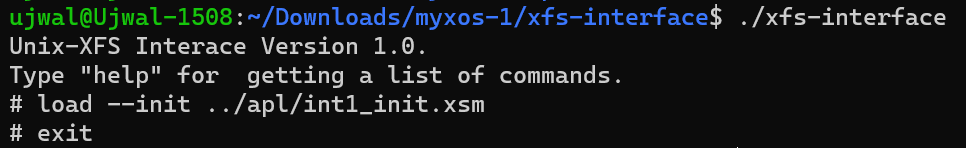 ujwal@Ujwal-1508:~/Downloads/myxos-1/xfs-interface$ ./xfs-interface
Unix-XFS Interace Version 1.0.
Type "help" for  getting a list of commands.
# load --init ../apl/int1_init.xsm
# exit